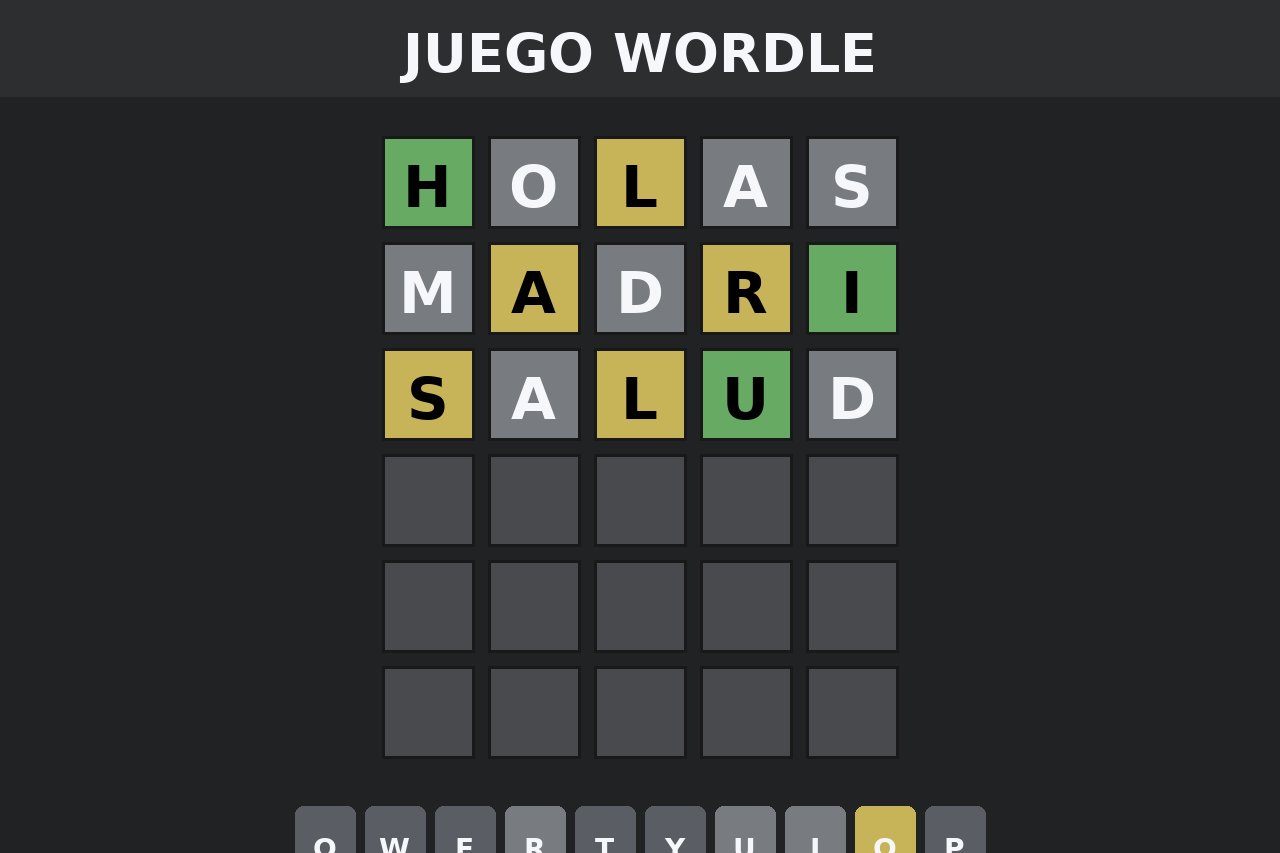 JUEGO WORDLE
H O L A S
M A D R I
S A L U D
Q W E R T Y U I O P